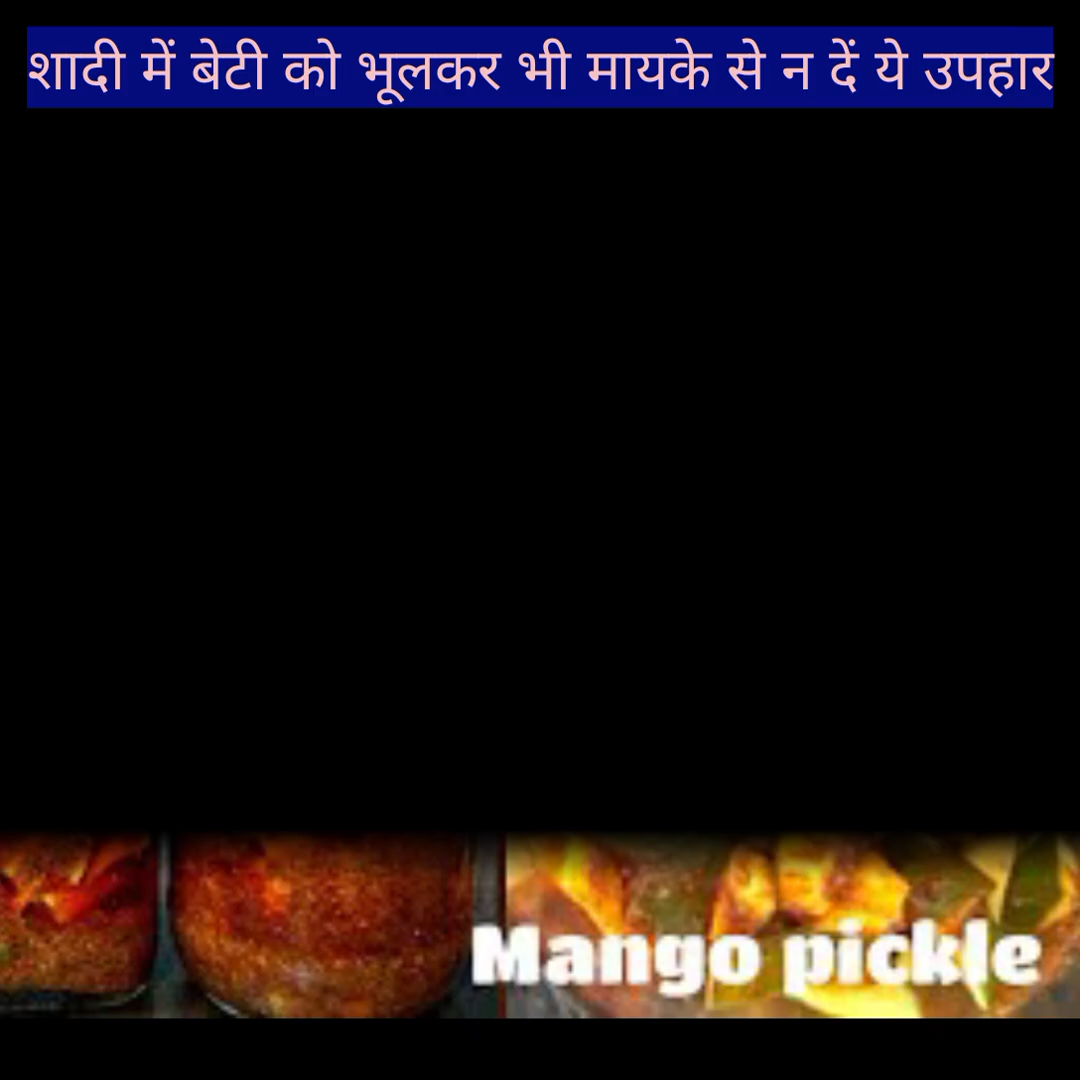 शादी में बेटी को भूलकर भी मायके से न दें ये उपहार
Mango pickle